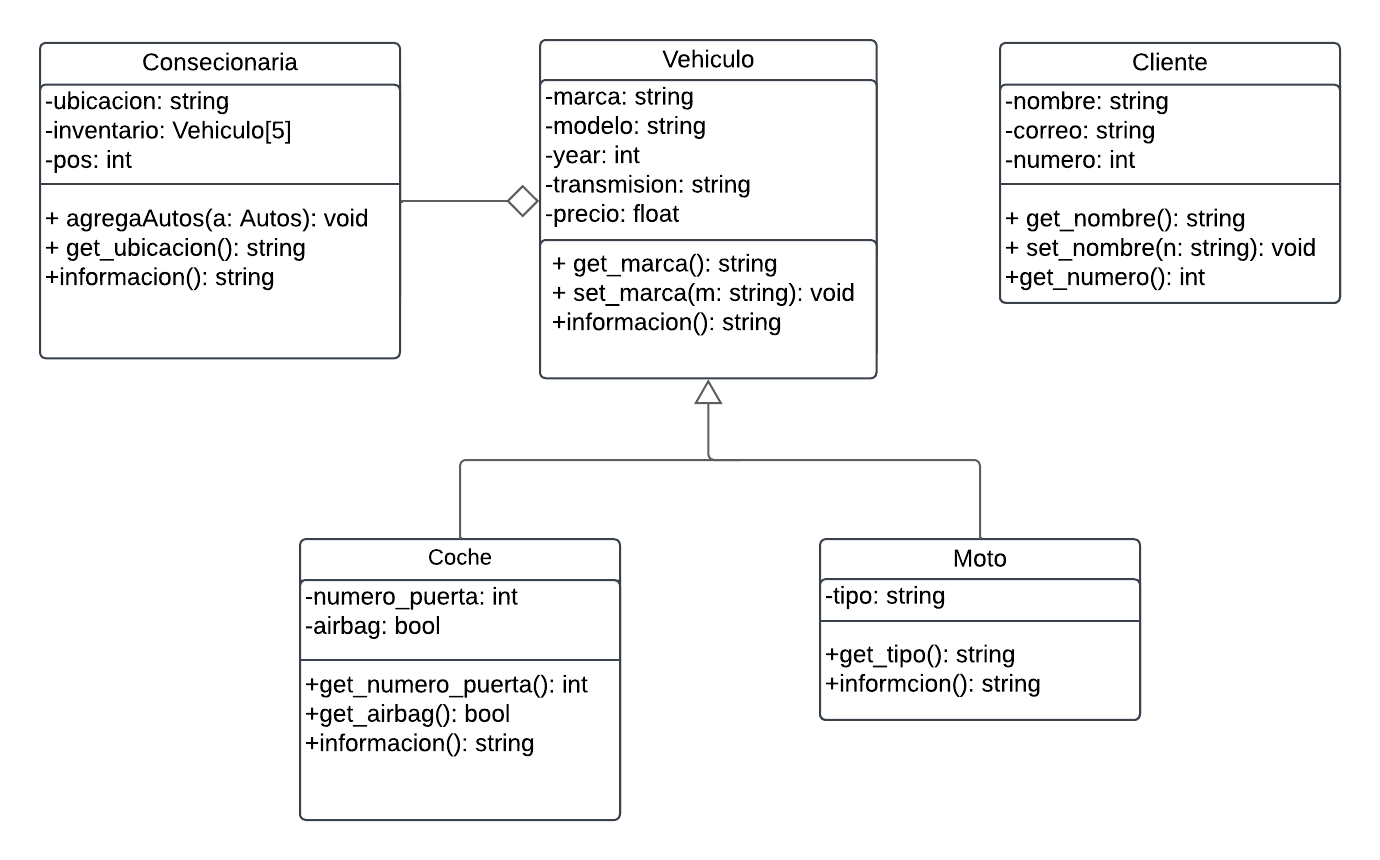 Consecionaria
-ubicacion: string
-inventario: Vehiculo[5]
-pos: int
+ agregaAutos(a: Autos): void
+ get_ubicacion(): string
+informacion(): string
Vehiculo
-marca: string
-modelo: string
-year: int
-transmision: string
-precio: float
+ get_marca(): string
+ set_marca(m: string): void
+informacion(): string
Cliente
-nombre: string
-correo: string
-numero: int
+ get_nombre(): string
+ set_nombre(n: string): void
+get_numero(): int
Coche
-numero_puerta: int
-airbag: bool
+get_numero_puerta(): int
+get_airbag(): bool
+informacion(): string
Moto
-tipo: string
+get_tipo(): string
+informcion(): string